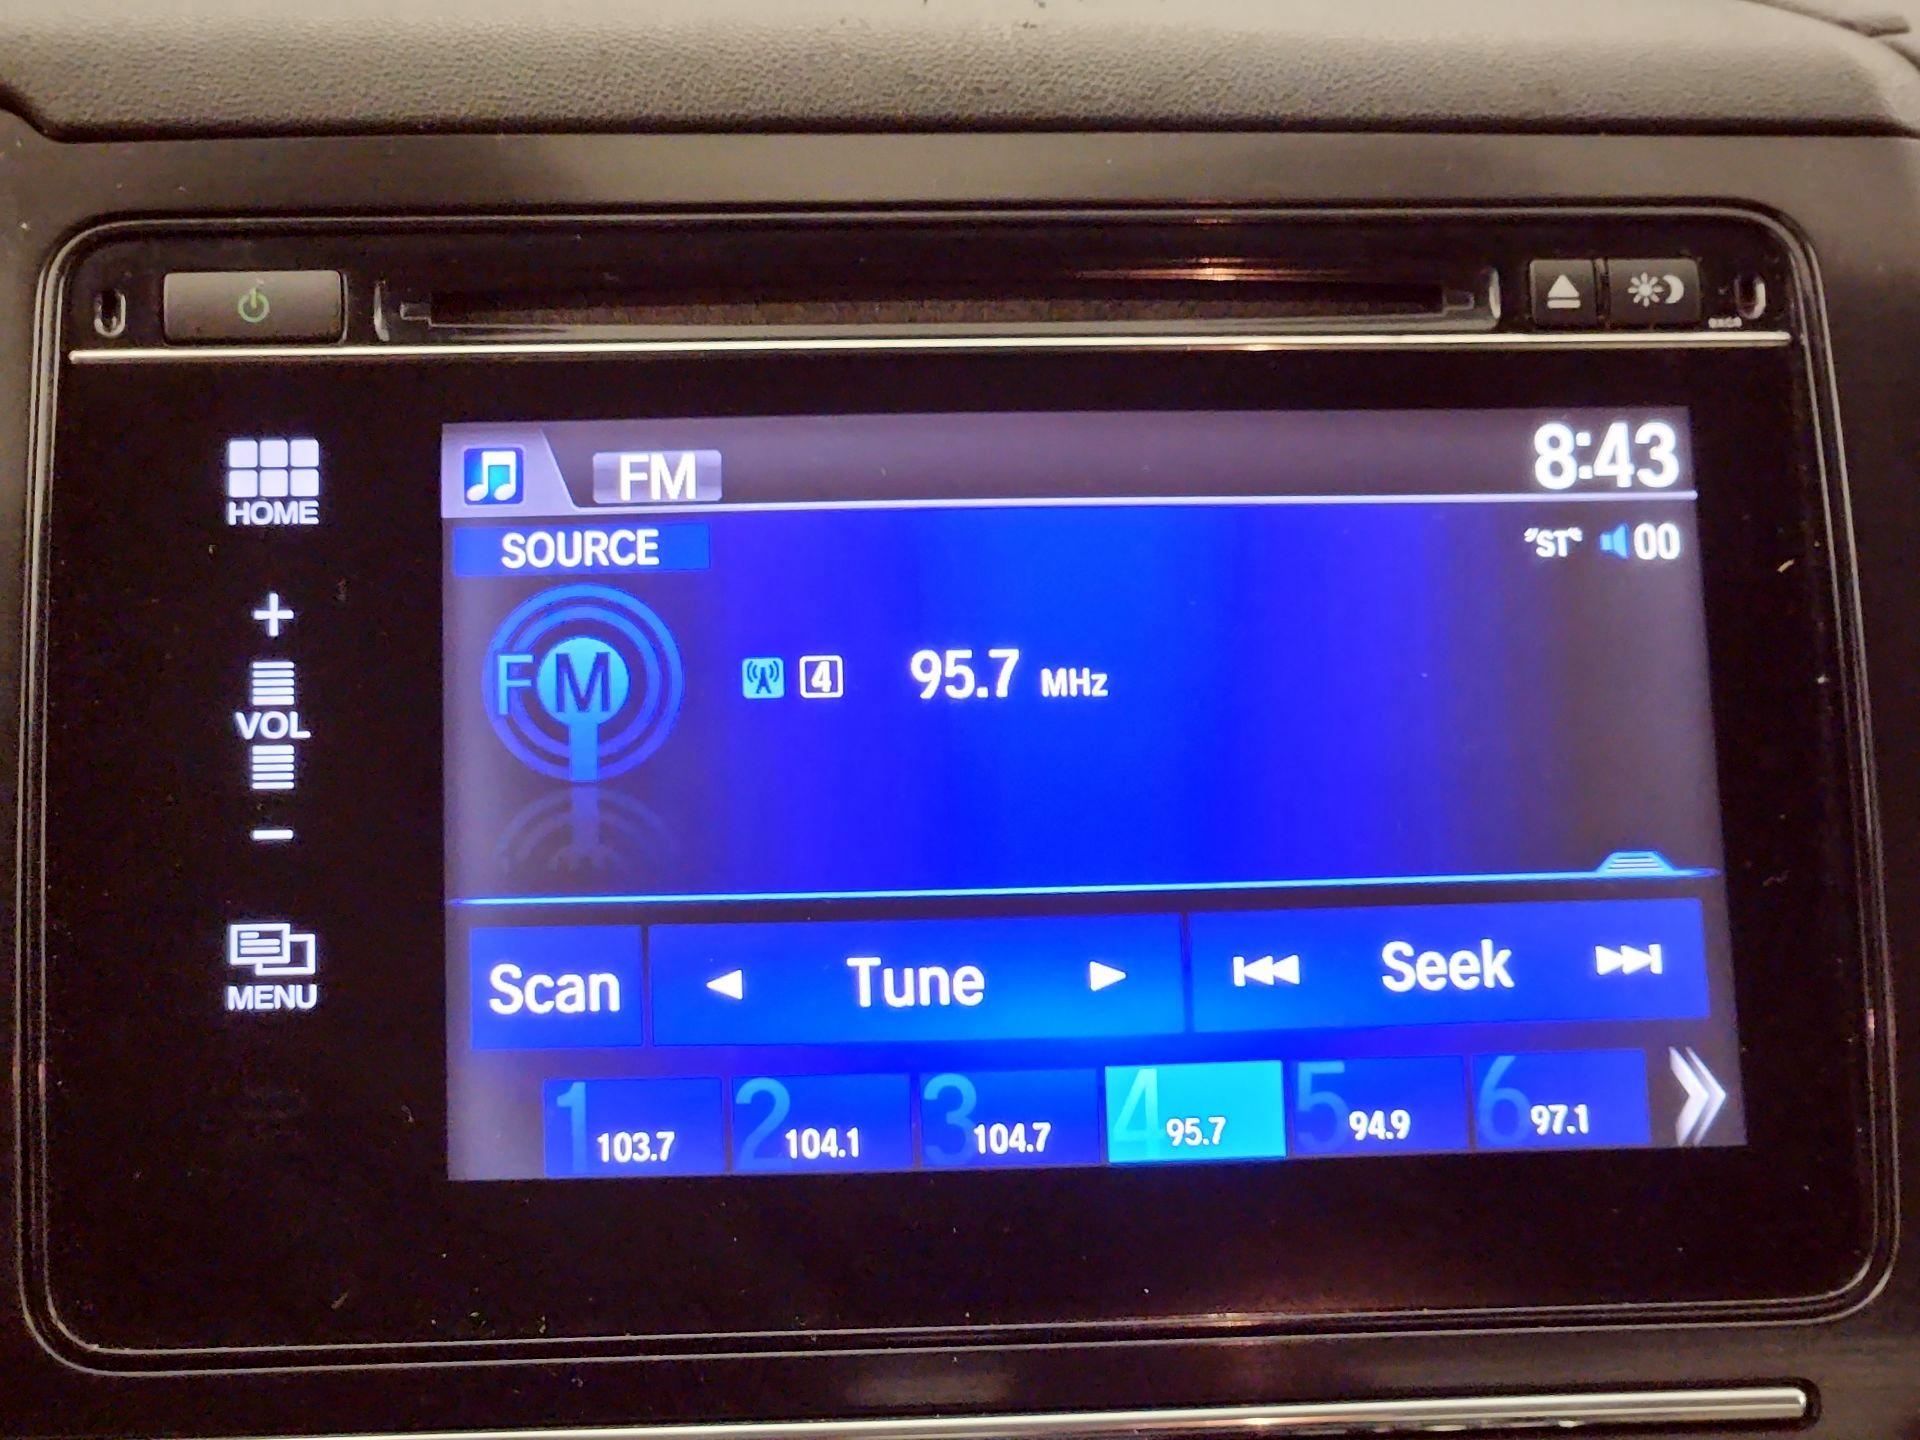 FM
8:43
HOME
SOURCE
"ST" 00
FM
4 95.7 MHz
VOL
MENU
Scan Tune Seek
1 103.7
2 104.1
3 104.7
4 95.7
5 94.9
6 97.1